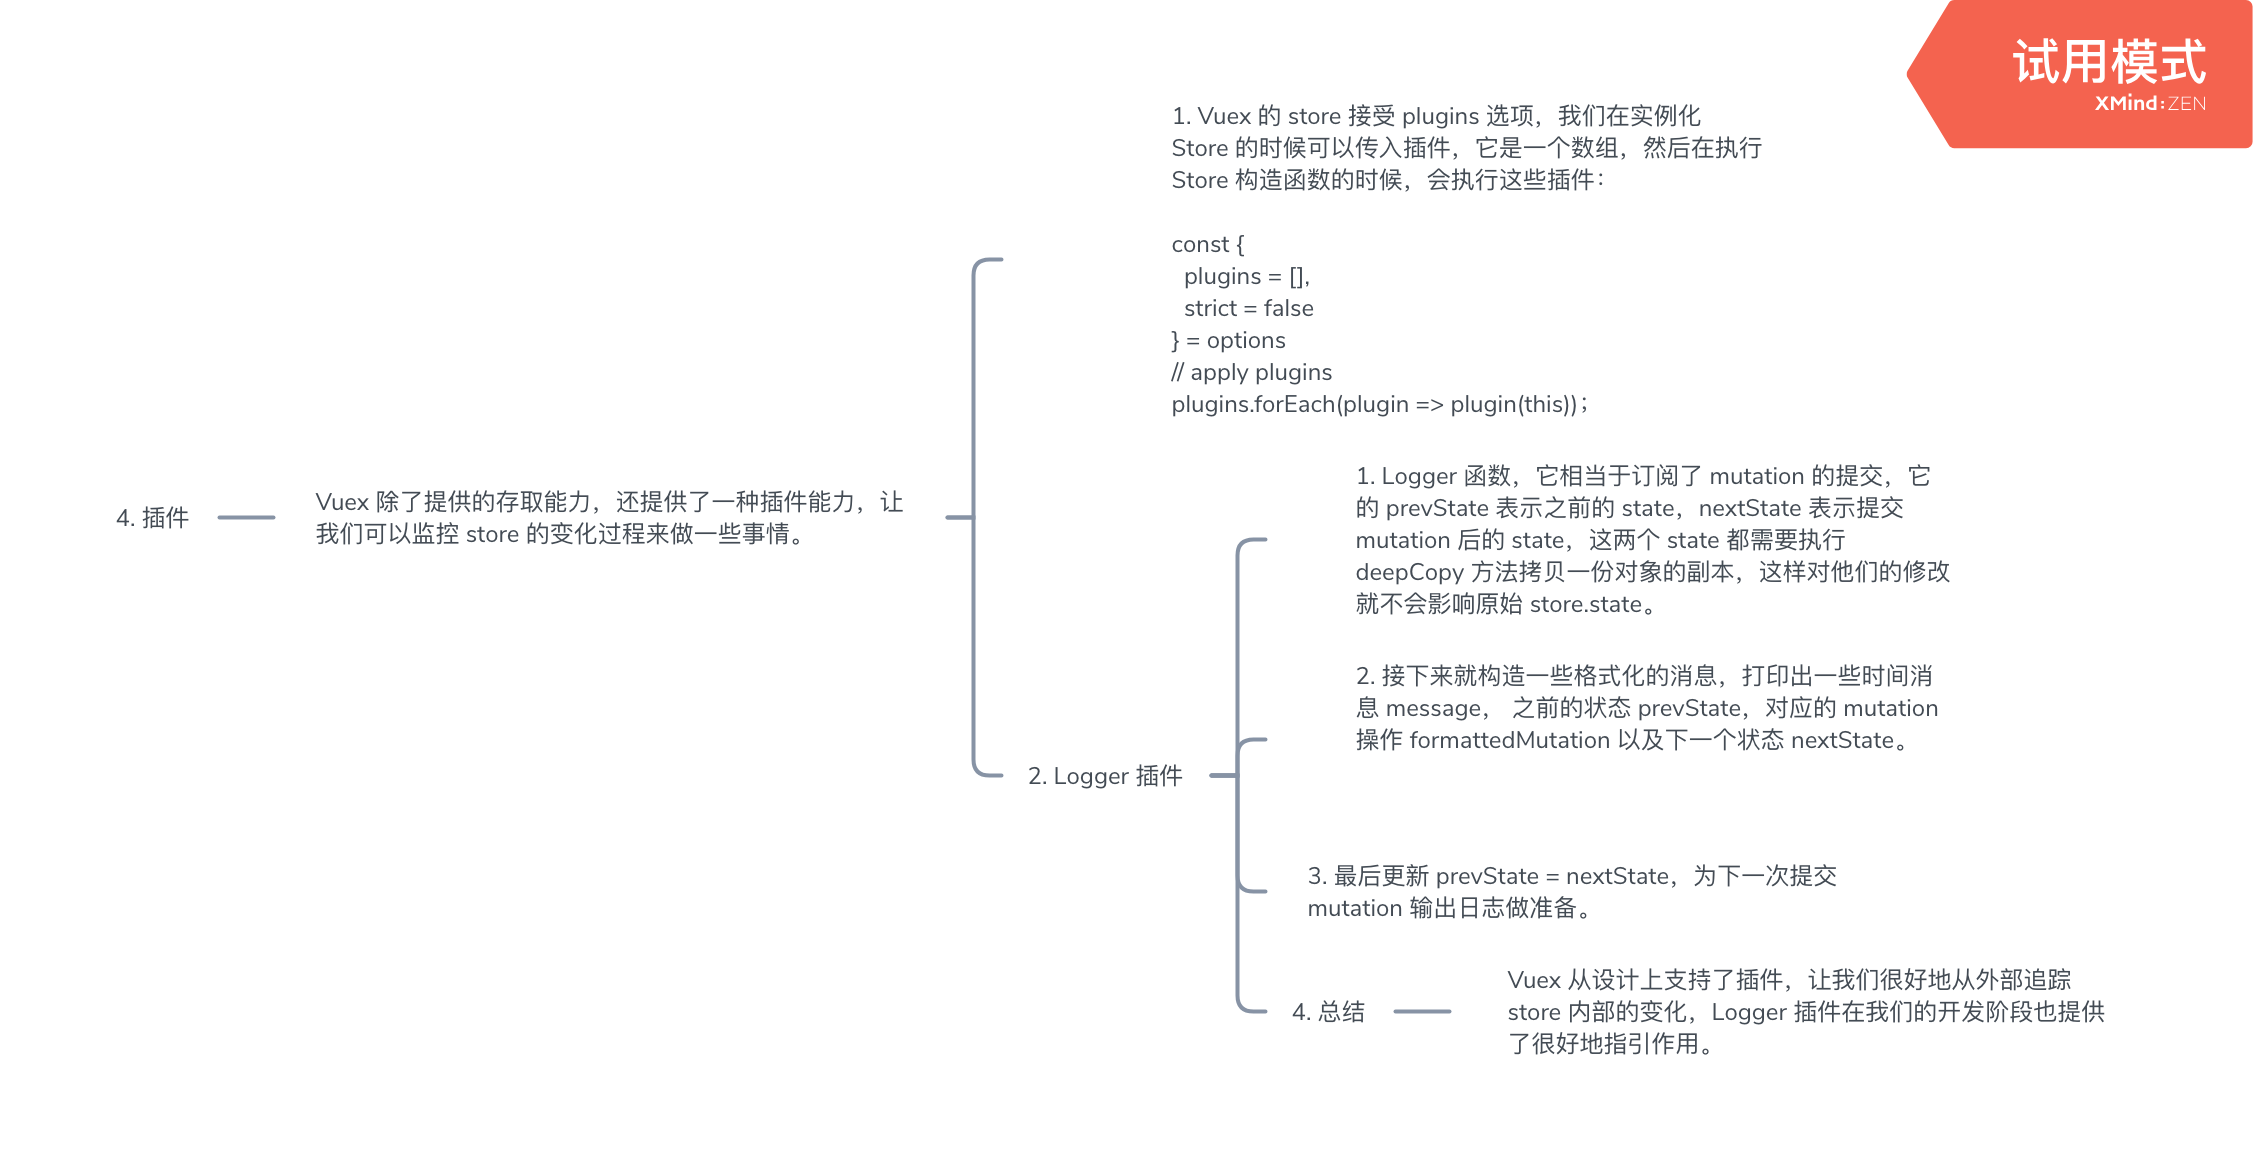 试用模式
XMind:ZEN
1. Vuex 的 store 接受 plugins 选项，我们在实例化
Store 的时候可以传入插件，它是一个数组，然后在执行
Store 构造函数的时候，会执行这些插件：
const {
plugins = [],
strict = false
} = options
// apply plugins
plugins.forEach(plugin => plugin(this));
4. 插件
Vuex 除了提供的存取能力，还提供了一种插件能力，让
我们可以监控 store 的变化过程来做一些事情。
2. Logger 插件
1. Logger 函数，它相当于订阅了 mutation 的提交，它
的 prevState 表示之前的 state，nextState 表示提交
mutation 后的 state，这两个 state 都需要执行
deepCopy 方法拷贝一份对象的副本，这样对他们的修改
就不会影响原始 store.state。
2. 接下来就构造一些格式化的消息，打印出一些时间消
息 message， 之前的状态 prevState，对应的 mutation
操作 formattedMutation 以及下一个状态 nextState。
3. 最后更新 prevState = nextState，为下一次提交
mutation 输出日志做准备。
4. 总结
Vuex 从设计上支持了插件，让我们很好地从外部追踪
store 内部的变化，Logger 插件在我们的开发阶段也提供
了很好地指引作用。